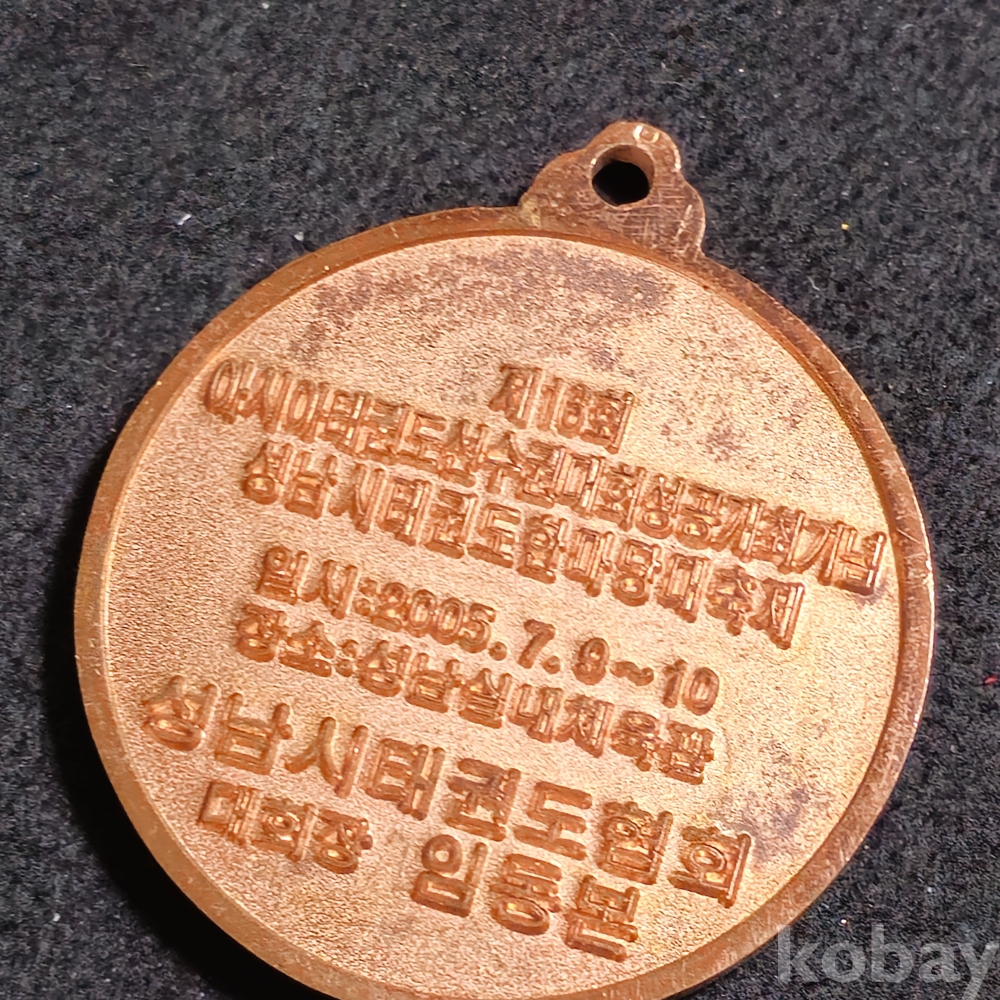 제16회
아시아태권도선수권대회성공기최기념
성남시태권도한마당대축제
일시:2005.7.9~10
장소:성남실내체육관
성남시태권도협회
대회장 임동본
kobay